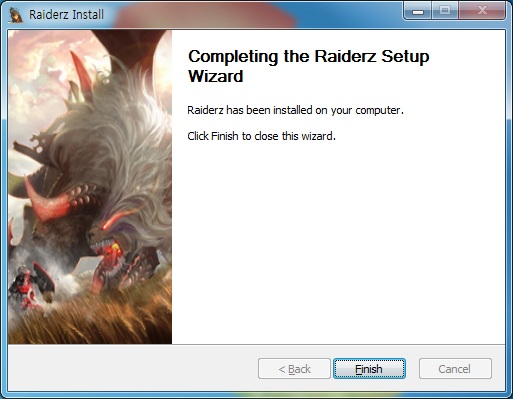 Raiderz Install
Completing the Raiderz Setup
Wizard
Raiderz has been installed on your computer.
Click Finish to close this wizard.
< Back
Finish
Cancel